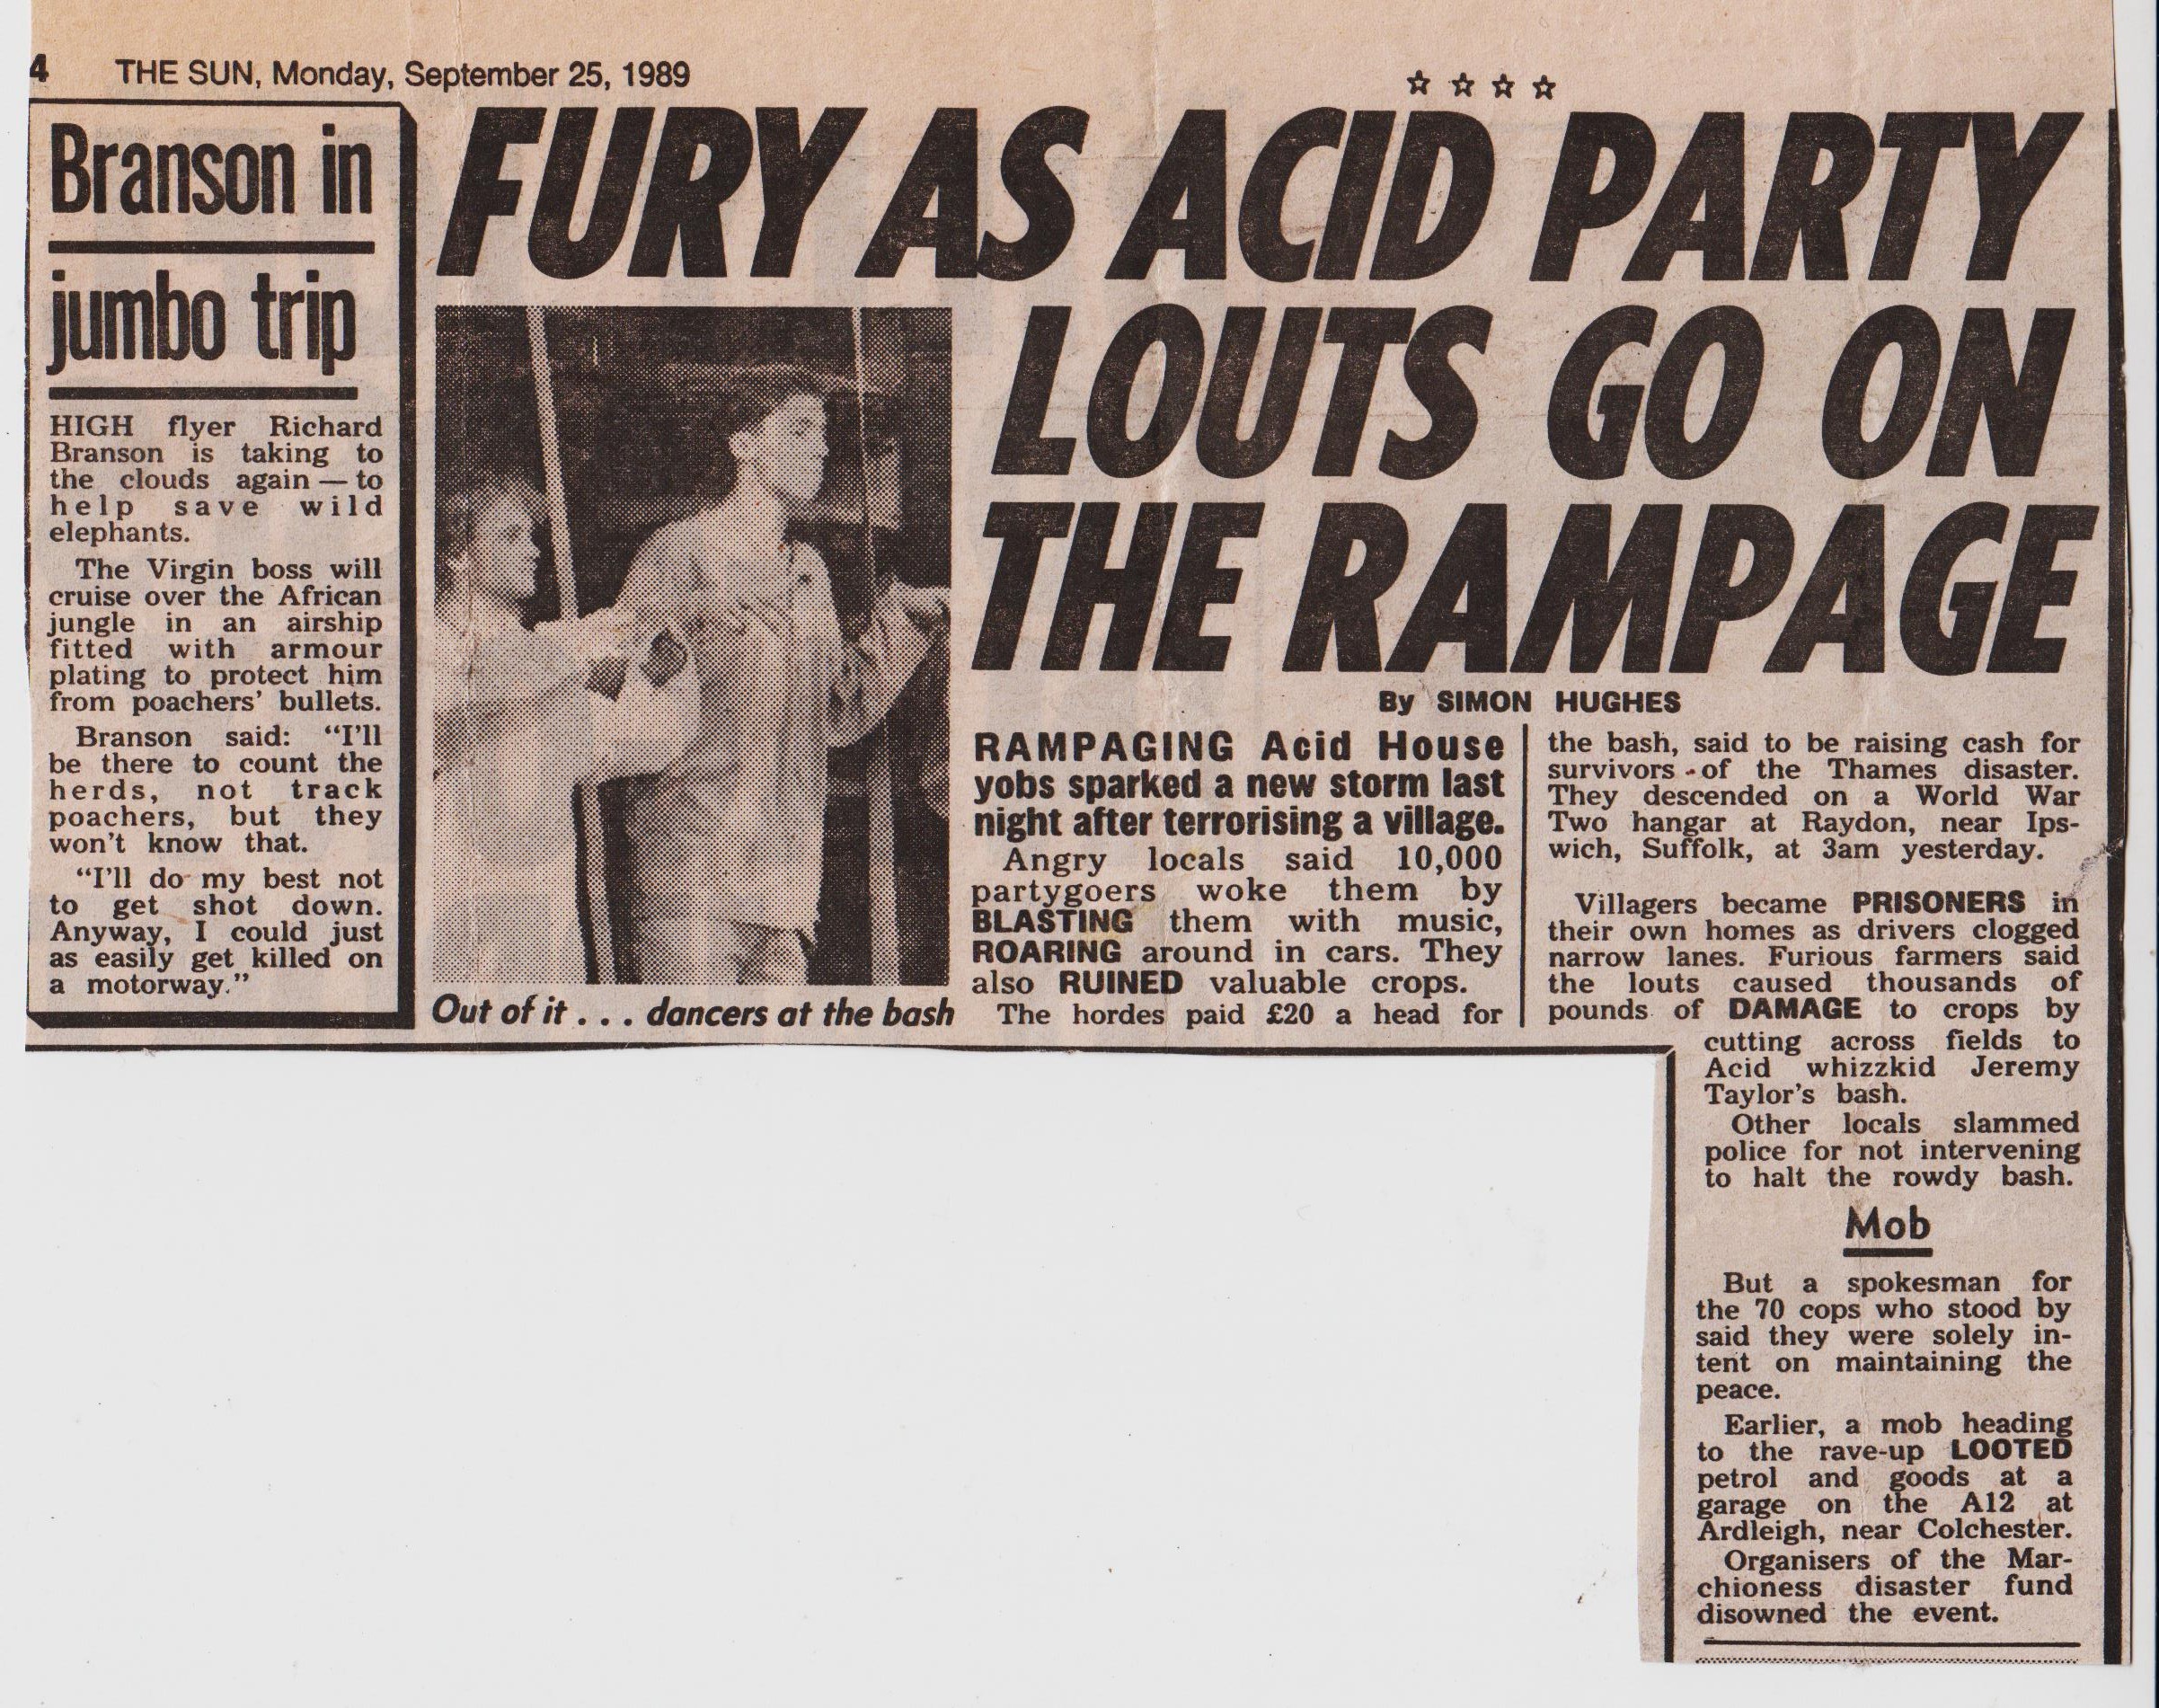 4 THE SUN, Monday, September 25, 1989
☆ ☆ ☆ ☆
Branson in
jumbo trip
HIGH flyer Richard
Branson is taking to
the clouds again — to
help save wild
elephants.
The Virgin boss will
cruise over the African
jungle in an airship
fitted with armour
plating to protect him
from poachers' bullets.
Branson said: “I'll
be there to count the
herds, not track
poachers, but they
won't know that.
“I'll do my best not
to get shot down.
Anyway, I could just
as easily get killed on
a motorway.”
FURY AS ACID PARTY
LOUTS GO ON
THE RAMPAGE
Out of it . . . dancers at the bash
By SIMON HUGHES
RAMPAGING Acid House
yobs sparked a new storm last
night after terrorising a village.
Angry locals said 10,000
partygoers woke them by
BLASTING them with music,
ROARING around in cars. They
also RUINED valuable crops.
The hordes paid £20 a head for
the bash, said to be raising cash for
survivors of the Thames disaster.
They descended on a World War
Two hangar at Raydon, near Ips-
wich, Suffolk, at 3am yesterday.
Villagers became PRISONERS in
their own homes as drivers clogged
narrow lanes. Furious farmers said
the louts caused thousands of
pounds of DAMAGE to crops by
cutting across fields to
Acid whizzkid Jeremy
Taylor's bash.
Other locals slammed
police for not intervening
to halt the rowdy bash.
Mob
But a spokesman for
the 70 cops who stood by
said they were solely in-
tent on maintaining the
peace.
Earlier, a mob heading
to the rave-up LOOTED
petrol and goods at a
garage on the A12 at
Ardleigh, near Colchester.
Organisers of the Mar-
chioness disaster fund
disowned the event.